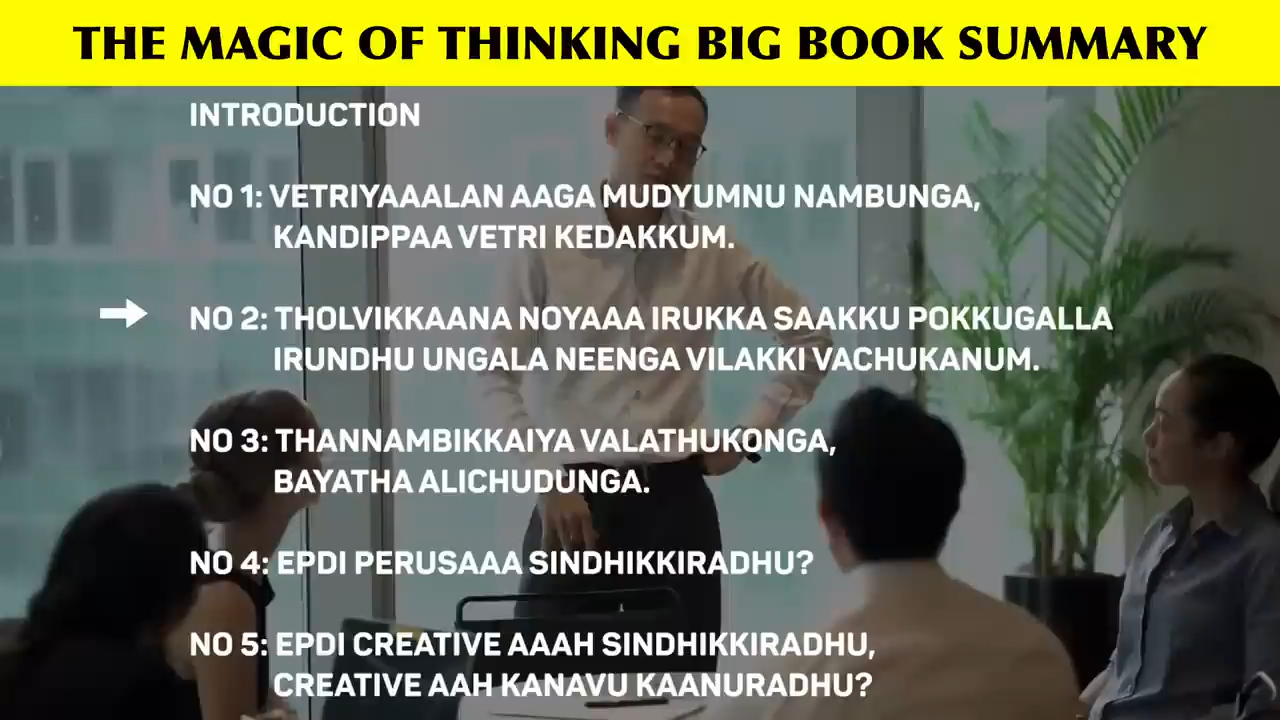 THE MAGIC OF THINKING BIG BOOK SUMMARY
INTRODUCTION
NO 1: VETRIYAAALAN AAGA MUDYUMNU NAMBUNGA,
KANDIPPAA VETRI KEDAKKUM.
NO 2: THOLVIKKAANA NOYAAA IRUKKA SAAKKU POKKUGALLA
IRUNDHU UNGALA NEENGA VILAKKI VACHUKANUM.
NO 3: THANNAMBIKKAIYA VALATHUKONGA,
BAYATHA ALICHUDUNGA.
NO 4: EPDI PERUSAAA SINDHIKKIRADHU?
NO 5: EPDI CREATIVE AAAH SINDHIKKIRADHU,
CREATIVE AAH KANAVU KAANURADHU?